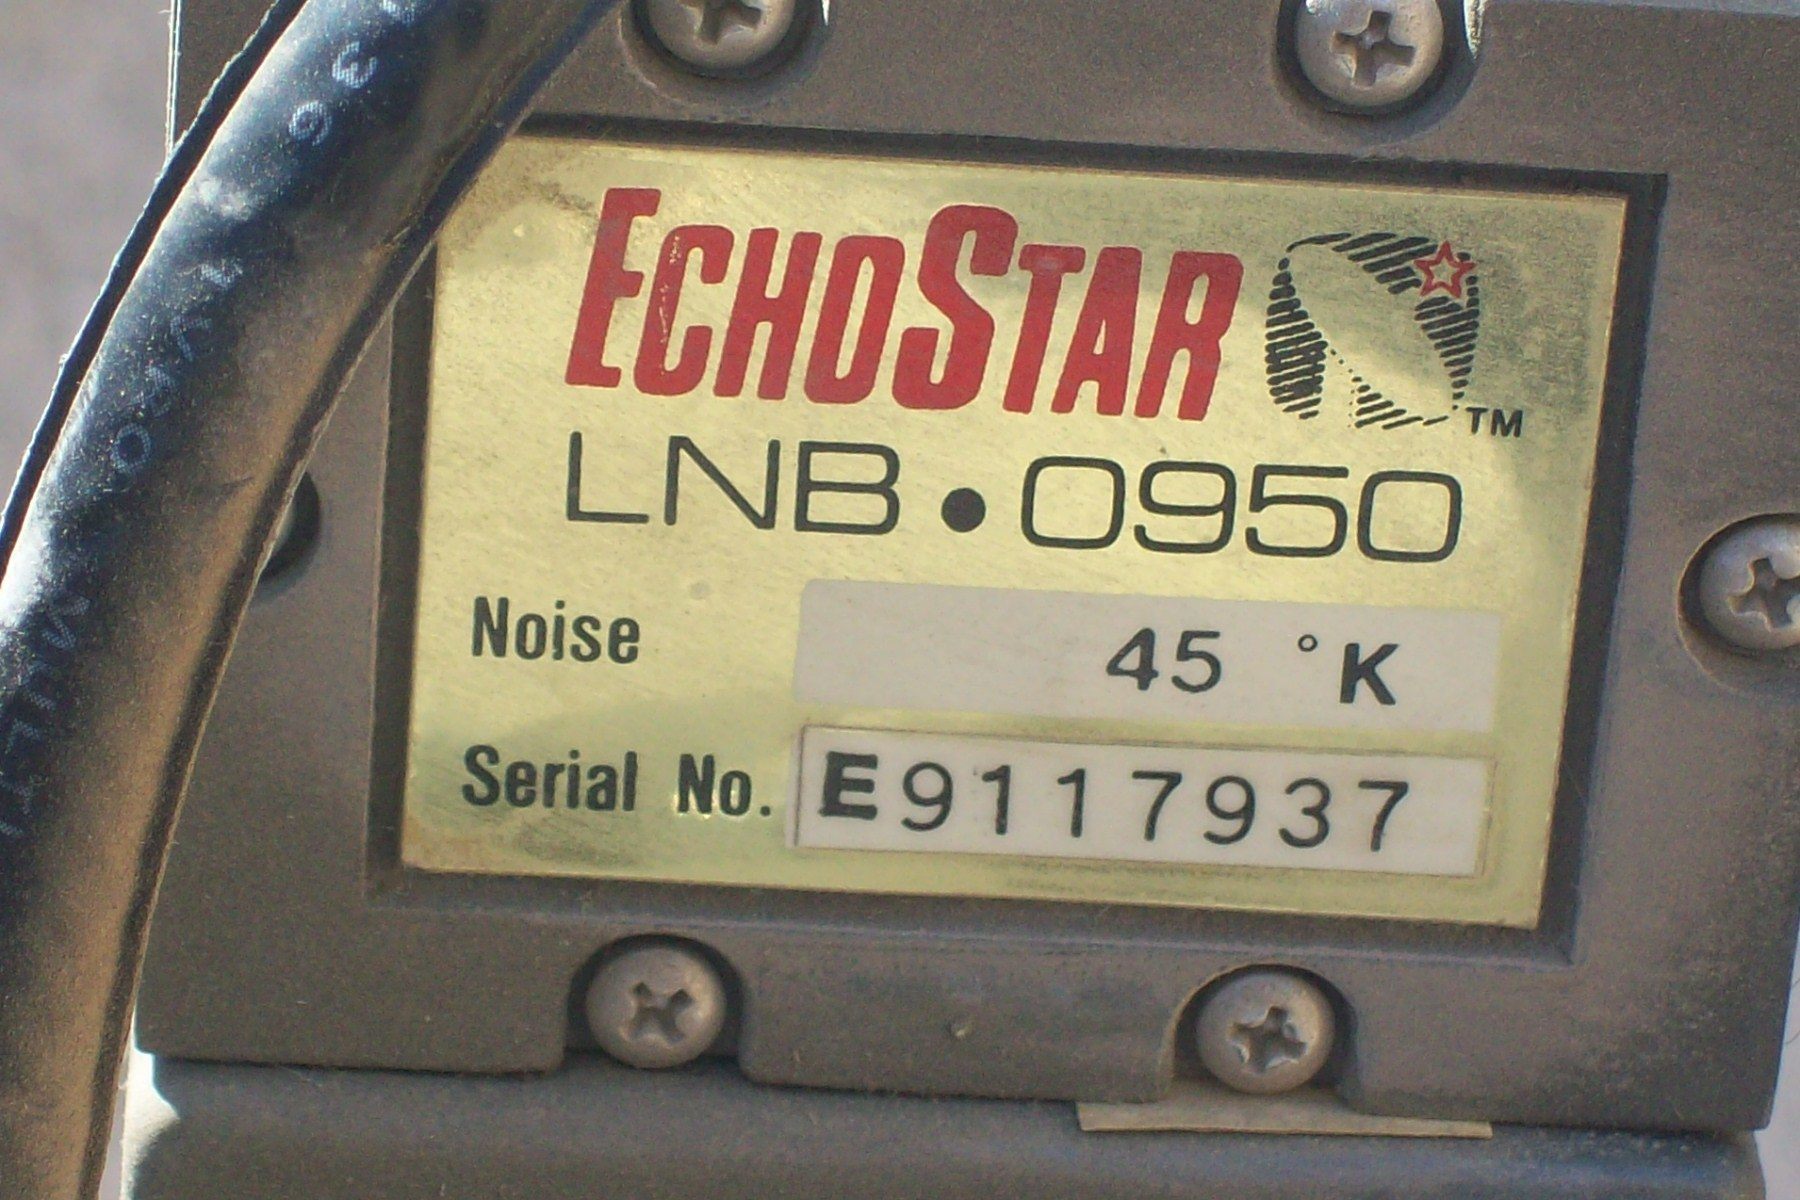 ECHOSTAR TM
LNB • 0950
Noise 45 °K
Serial No. E9117937